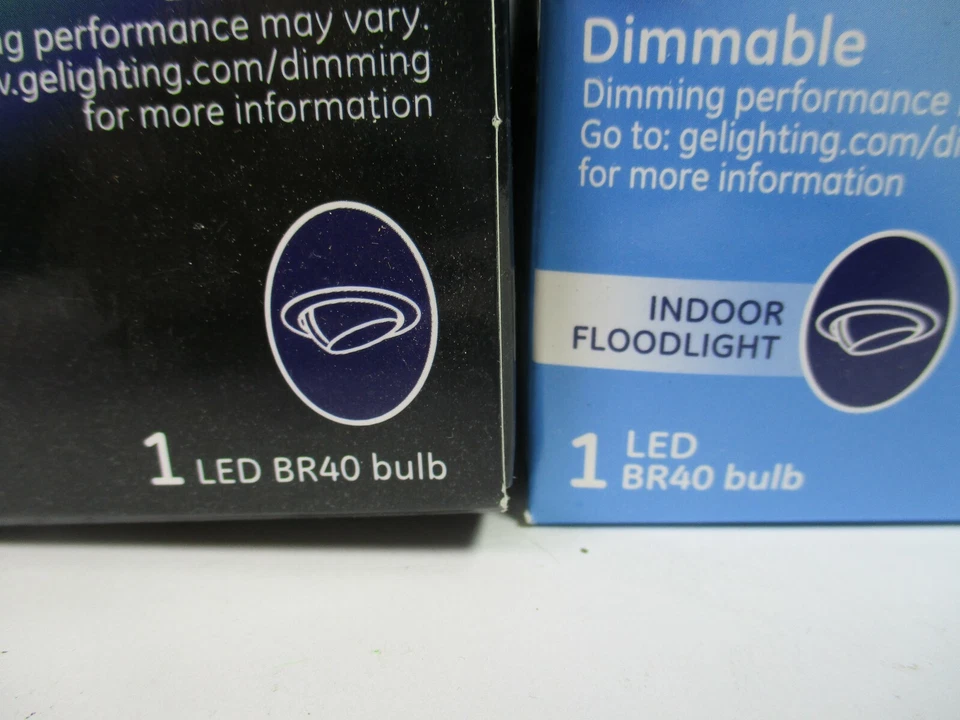 performance may vary.
.gelighting.com/dimming
for more information
1 LED BR40 bulb
Dimmable
Dimming performance
Go to: gelighting.com/di
for more information
INDOOR
FLOODLIGHT
1 LED
BR40 bulb